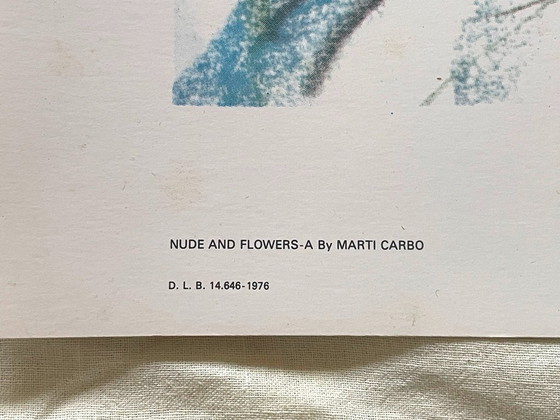 NUDE AND FLOWERS-A By MARTI CARBO
D. L. B. 14.646-1976